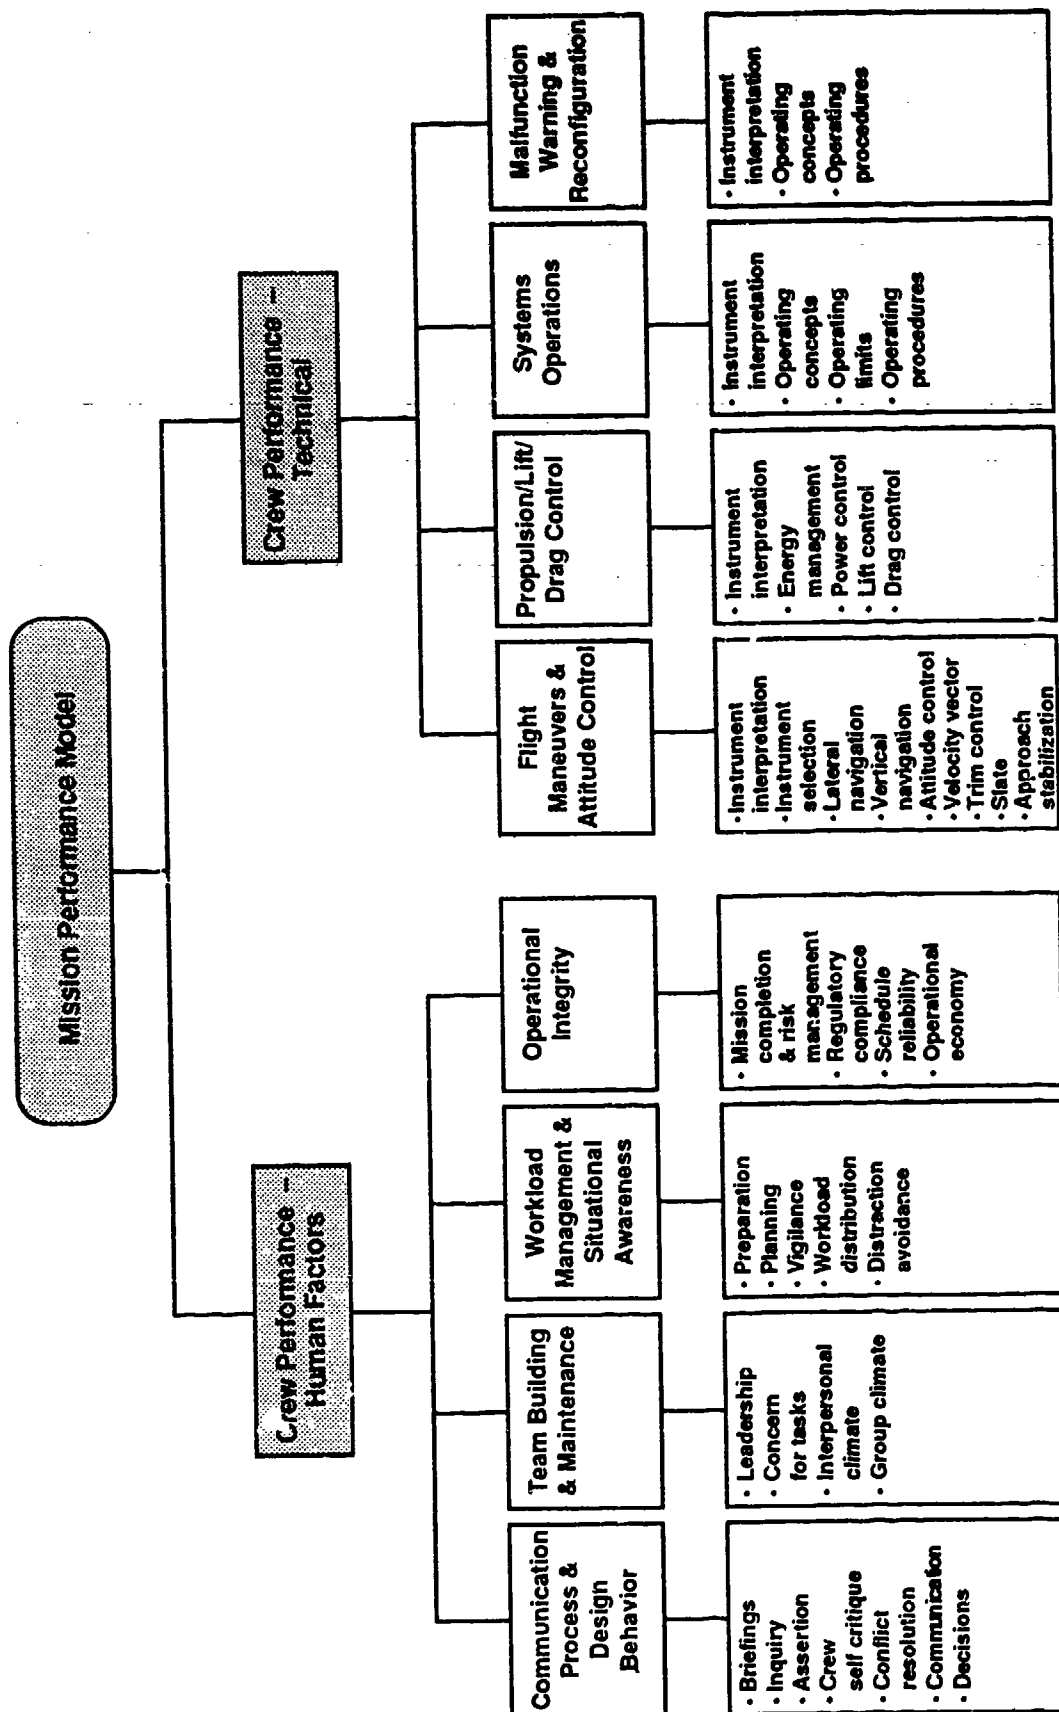 Mission Performance Model
Crew Performance –
Human Factors
Crew Performance –
Technical
Communication
Process &
Design
Behavior
Team Building
& Maintenance
Workload
Management &
Situational
Awareness
Operational
Integrity
Flight
Maneuvers &
Attitude Control
Propulsion/Lift/
Drag Control
Systems
Operations
Malfunction
Warning &
Reconfiguration
• Briefings
• Inquiry
• Assertion
• Crew
self critique
• Conflict
resolution
• Communication
• Decisions
• Leadership
• Concern
for tasks
• Interpersonal
climate
• Group climate
• Preparation
• Planning
• Vigilance
• Workload
distribution
• Distraction
avoidance
• Mission
completion
& risk
management
• Regulatory
compliance
• Schedule
reliability
• Operational
economy
• Instrument
interpretation
• Instrument
selection
• Lateral
navigation
• Vertical
navigation
• Attitude control
• Velocity vector
• Trim control
• State
• Approach
stabilization
• Instrument
interpretation
• Energy
management
• Power control
• Lift control
• Drag control
• Instrument
interpretation
• Operating
concepts
• Operating
limits
• Operating
procedures
• Instrument
interpretation
• Operating
concepts
• Operating
procedures